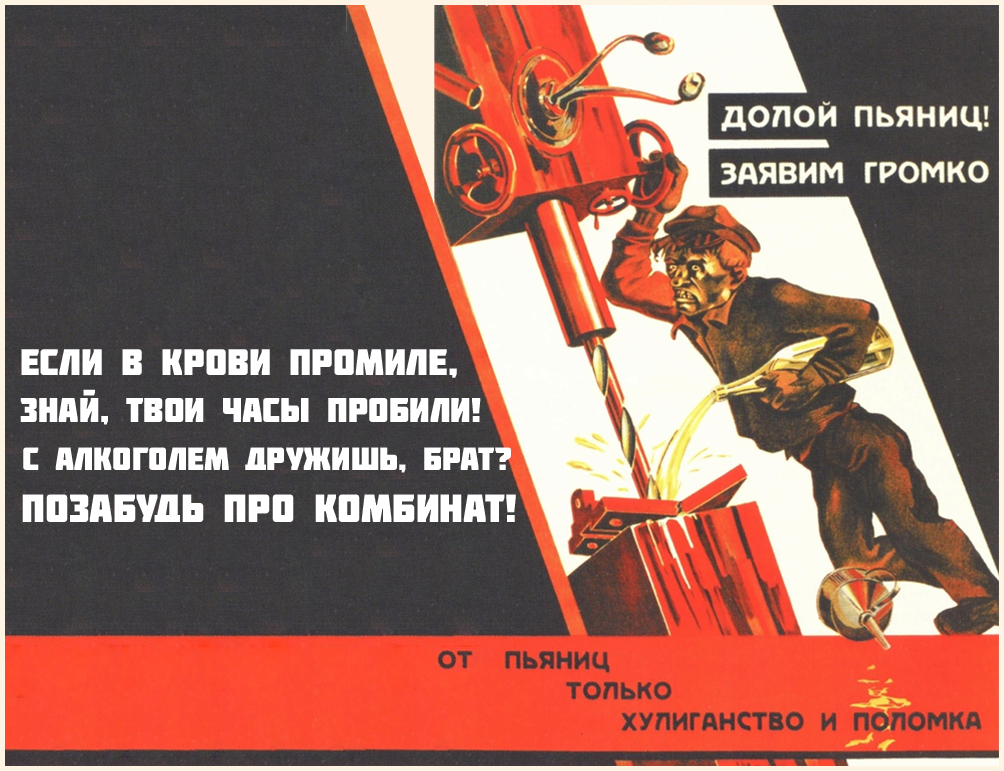 ДОЛОЙ ПЬЯНИЦ!
ЗАЯВИМ ГРОМКО
ЕСЛИ В КРОВИ ПРОМИЛЕ,
ЗНАЙ, ТВОИ ЧАСЫ ПРОБИЛИ!
С АЛКОГОЛЕМ ДРУЖИШЬ, БРАТ?
ПОЗАБУДЬ ПРО КОМБИНАТ!
ОТ ПЬЯНИЦ
ТОЛЬКО
ХУЛИГАНСТВО И ПОЛОМКА